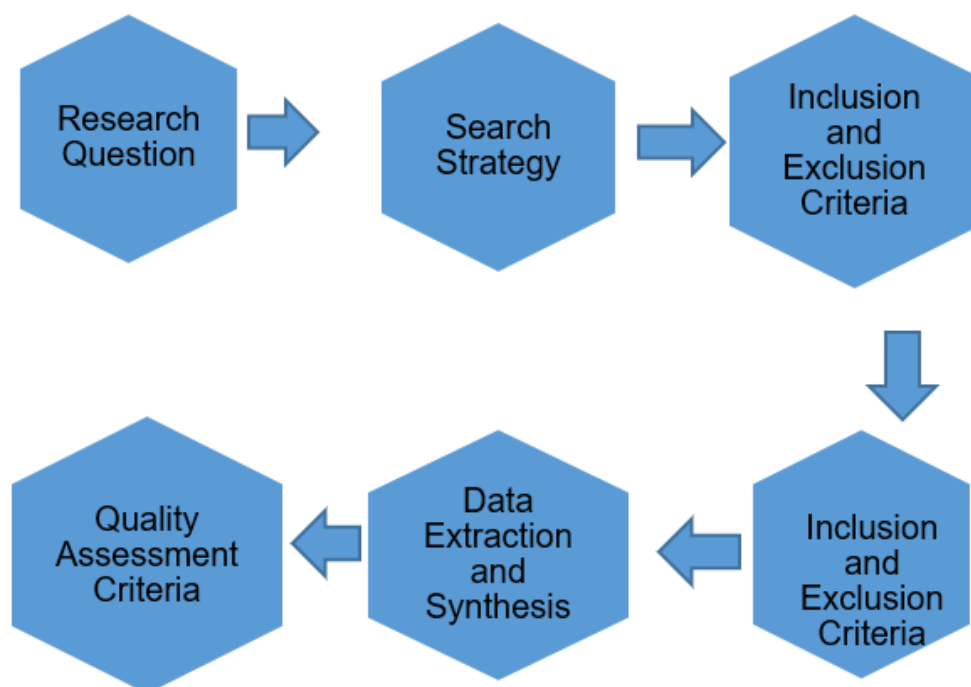 Research
Question
Search
Strategy
Inclusion
and
Exclusion
Criteria
Inclusion
and
Exclusion
Criteria
Data
Extraction
and
Synthesis
Quality
Assessment
Criteria